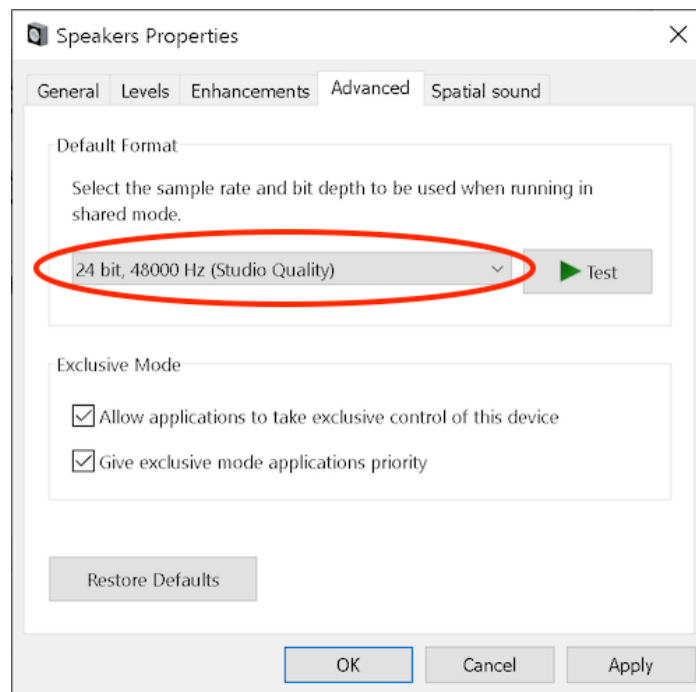 Speakers Properties
General Levels Enhancements Advanced Spatial sound
Default Format
Select the sample rate and bit depth to be used when running in
shared mode.
24 bit, 48000 Hz (Studio Quality)
Test
Exclusive Mode
Allow applications to take exclusive control of this device
Give exclusive mode applications priority
Restore Defaults
OK Cancel Apply